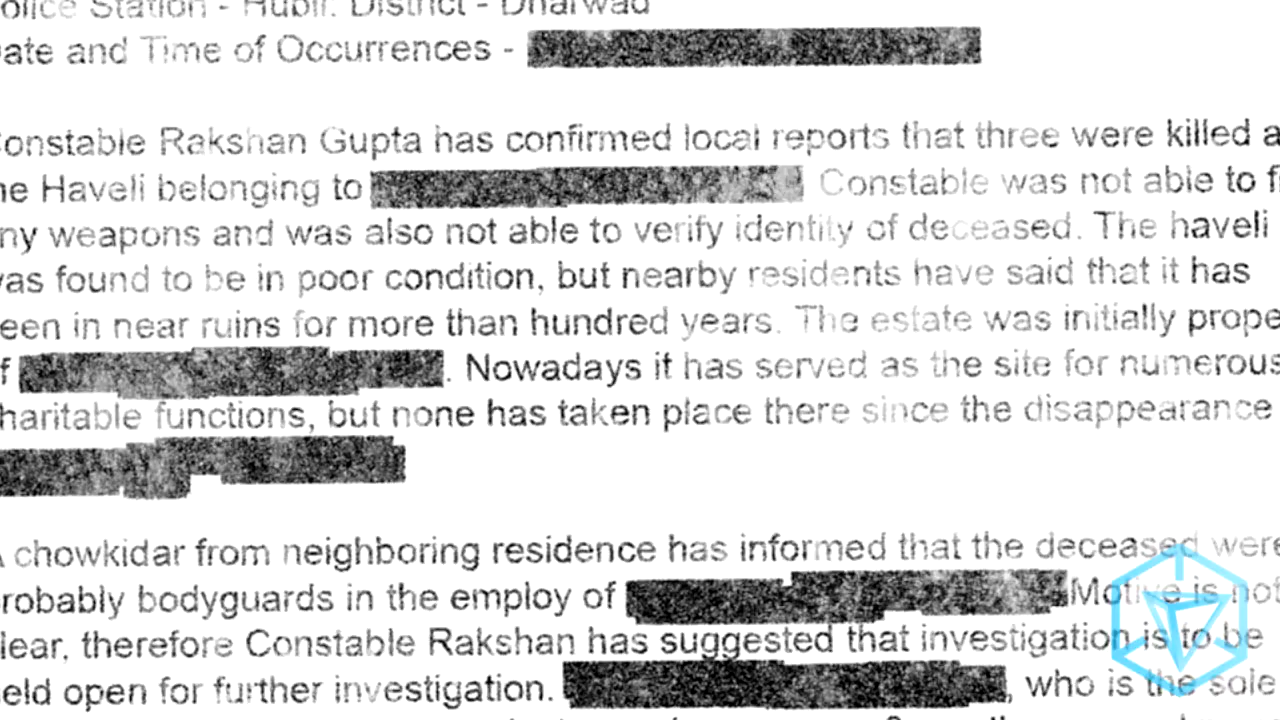 olice Station - Hubli. District - Dharwad
ate and Time of Occurrences -
onstable Rakshan Gupta has confirmed local reports that three were killed a
he Haveli belonging to Constable was not able to fi
ny weapons and was also not able to verify identity of deceased. The haveli
vas found to be in poor condition, but nearby residents have said that it has
een in near ruins for more than hundred years. The estate was initially prope
f . Nowadays it has served as the site for numerous
haritable functions, but none has taken place there since the disappearance
A chowkidar from neighboring residence has informed that the deceased were
robably bodyguards in the employ of Motive is not
lear, therefore Constable Rakshan has suggested that investigation is to be
eld open for further investigation. , who is the sole